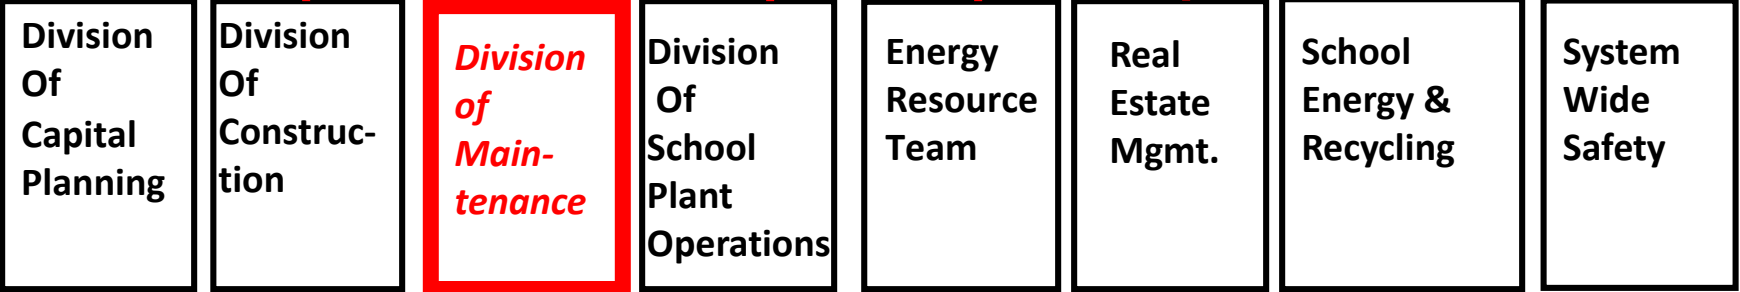 Division
Of
Capital
Planning
Division
Of
Construc-
tion
Division
of
Main-
tenance
Division
Of
School
Plant
Operations
Energy
Resource
Team
Real
Estate
Mgmt.
School
Energy &
Recycling
System
Wide
Safety